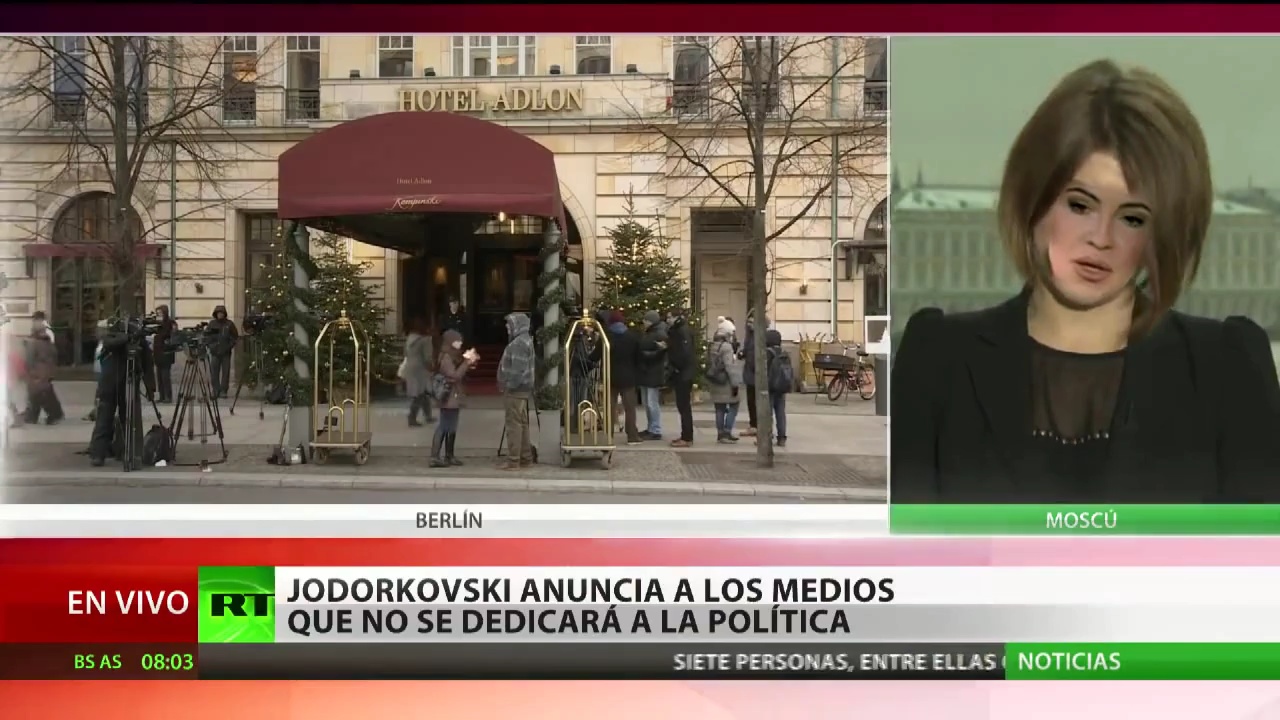 HOTEL ADLON
Hotel Adlon
Kempinski
BERLÍN
MOSCÚ
EN VIVO
RT
JODORKOVSKI ANUNCIA A LOS MEDIOS
QUE NO SE DEDICARÁ A LA POLÍTICA
BS AS 08:03
SIETE PERSONAS, ENTRE ELLAS
NOTICIAS